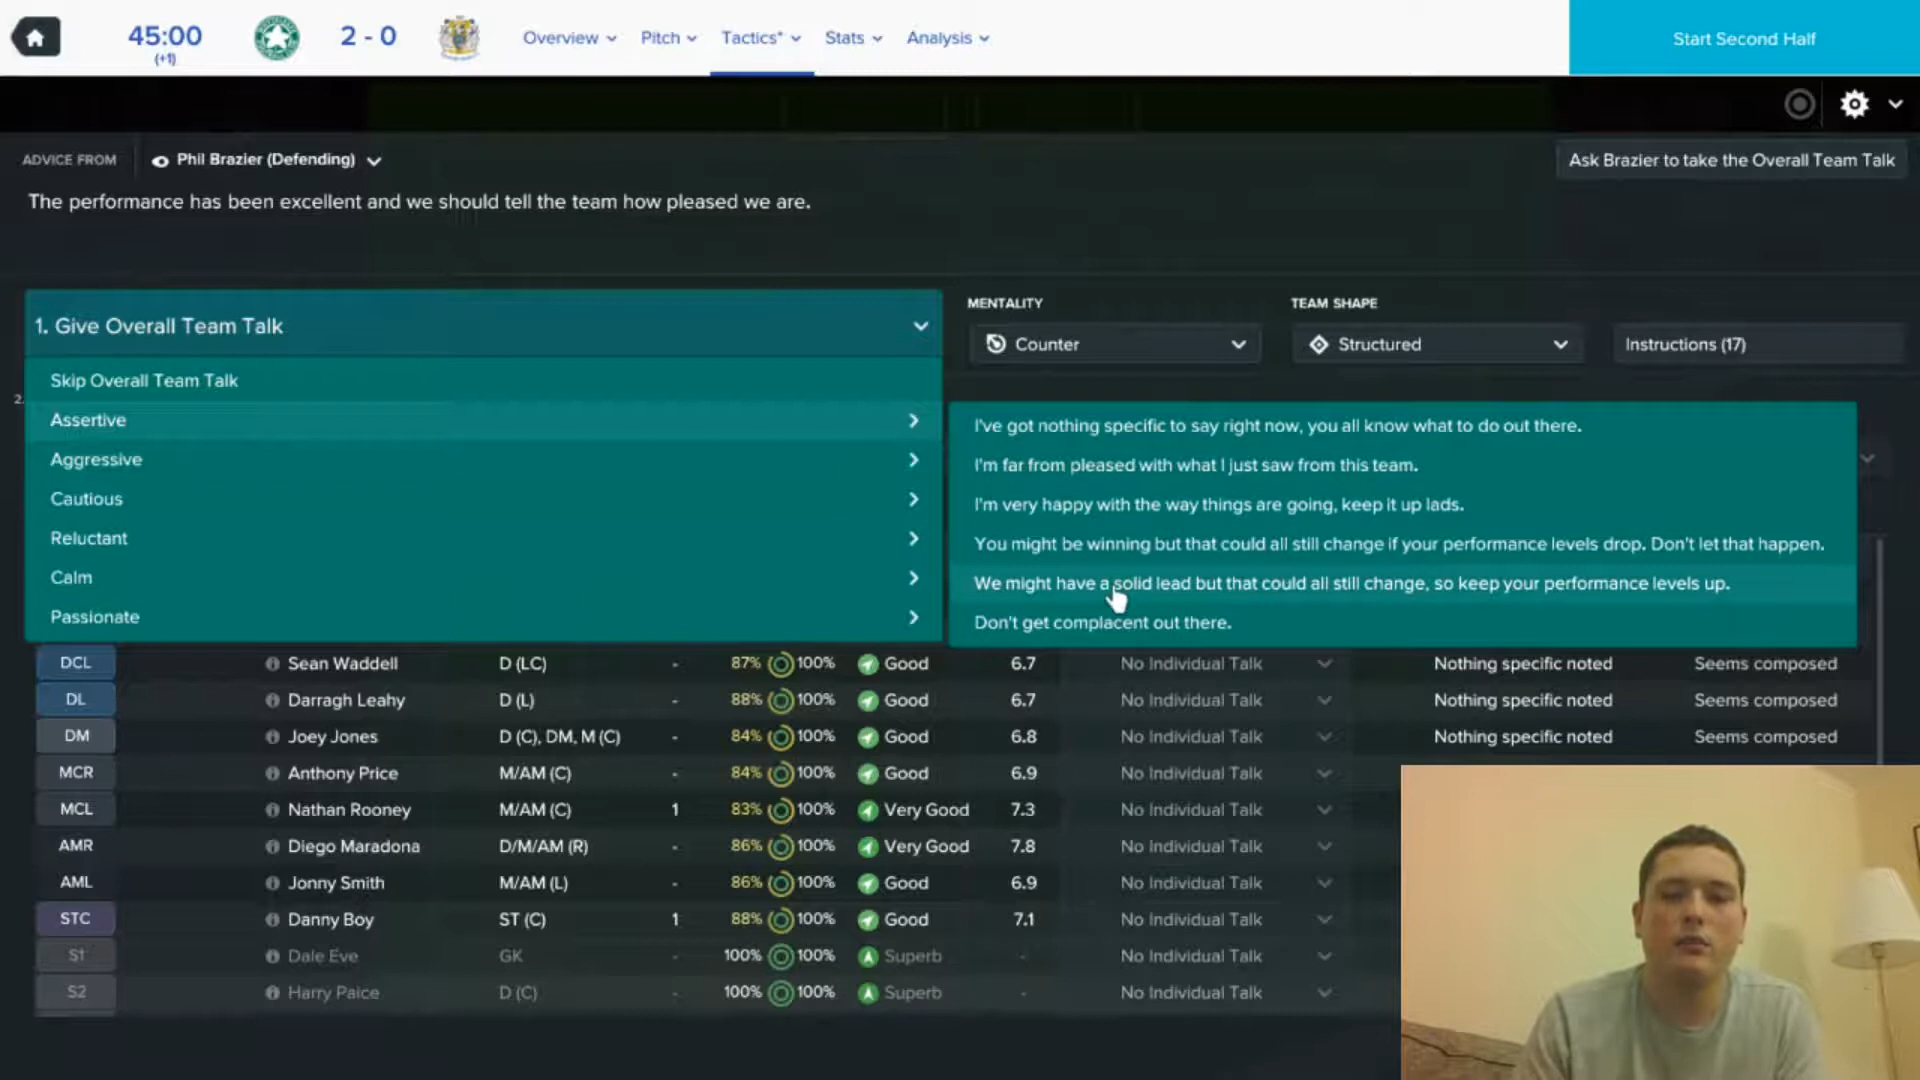 45:00
(+1)
2 - 0
Overview
Pitch
Tactics*
Stats
Analysis
Start Second Half
ADVICE FROM
Phil Brazier (Defending)
Ask Brazier to take the Overall Team Talk
The performance has been excellent and we should tell the team how pleased we are.
1. Give Overall Team Talk
MENTALITY
TEAM SHAPE
Counter
Structured
Instructions (17)
Skip Overall Team Talk
2.
Assertive
Aggressive
Cautious
Reluctant
Calm
Passionate
I've got nothing specific to say right now, you all know what to do out there.
I'm far from pleased with what I just saw from this team.
I'm very happy with the way things are going, keep it up lads.
You might be winning but that could all still change if your performance levels drop. Don't let that happen.
We might have a solid lead but that could all still change, so keep your performance levels up.
Don't get complacent out there.
DCL Sean Waddell D (LC) - 87% 100% Good 6.7 No Individual Talk Nothing specific noted Seems composed
DL Darragh Leahy D (L) - 88% 100% Good 6.7 No Individual Talk Nothing specific noted Seems composed
DM Joey Jones D (C), DM, M (C) - 84% 100% Good 6.8 No Individual Talk Nothing specific noted Seems composed
MCR Anthony Price M/AM (C) - 84% 100% Good 6.9 No Individual Talk
MCL Nathan Rooney M/AM (C) 1 83% 100% Very Good 7.3 No Individual Talk
AMR Diego Maradona D/M/AM (R) - 86% 100% Very Good 7.8 No Individual Talk
AML Jonny Smith M/AM (L) - 86% 100% Good 6.9 No Individual Talk
STC Danny Boy ST (C) 1 88% 100% Good 7.1 No Individual Talk
S1 Dale Eve GK - 100% 100% Superb - No Individual Talk
S2 Harry Paice D (C) - 100% 100% Superb - No Individual Talk